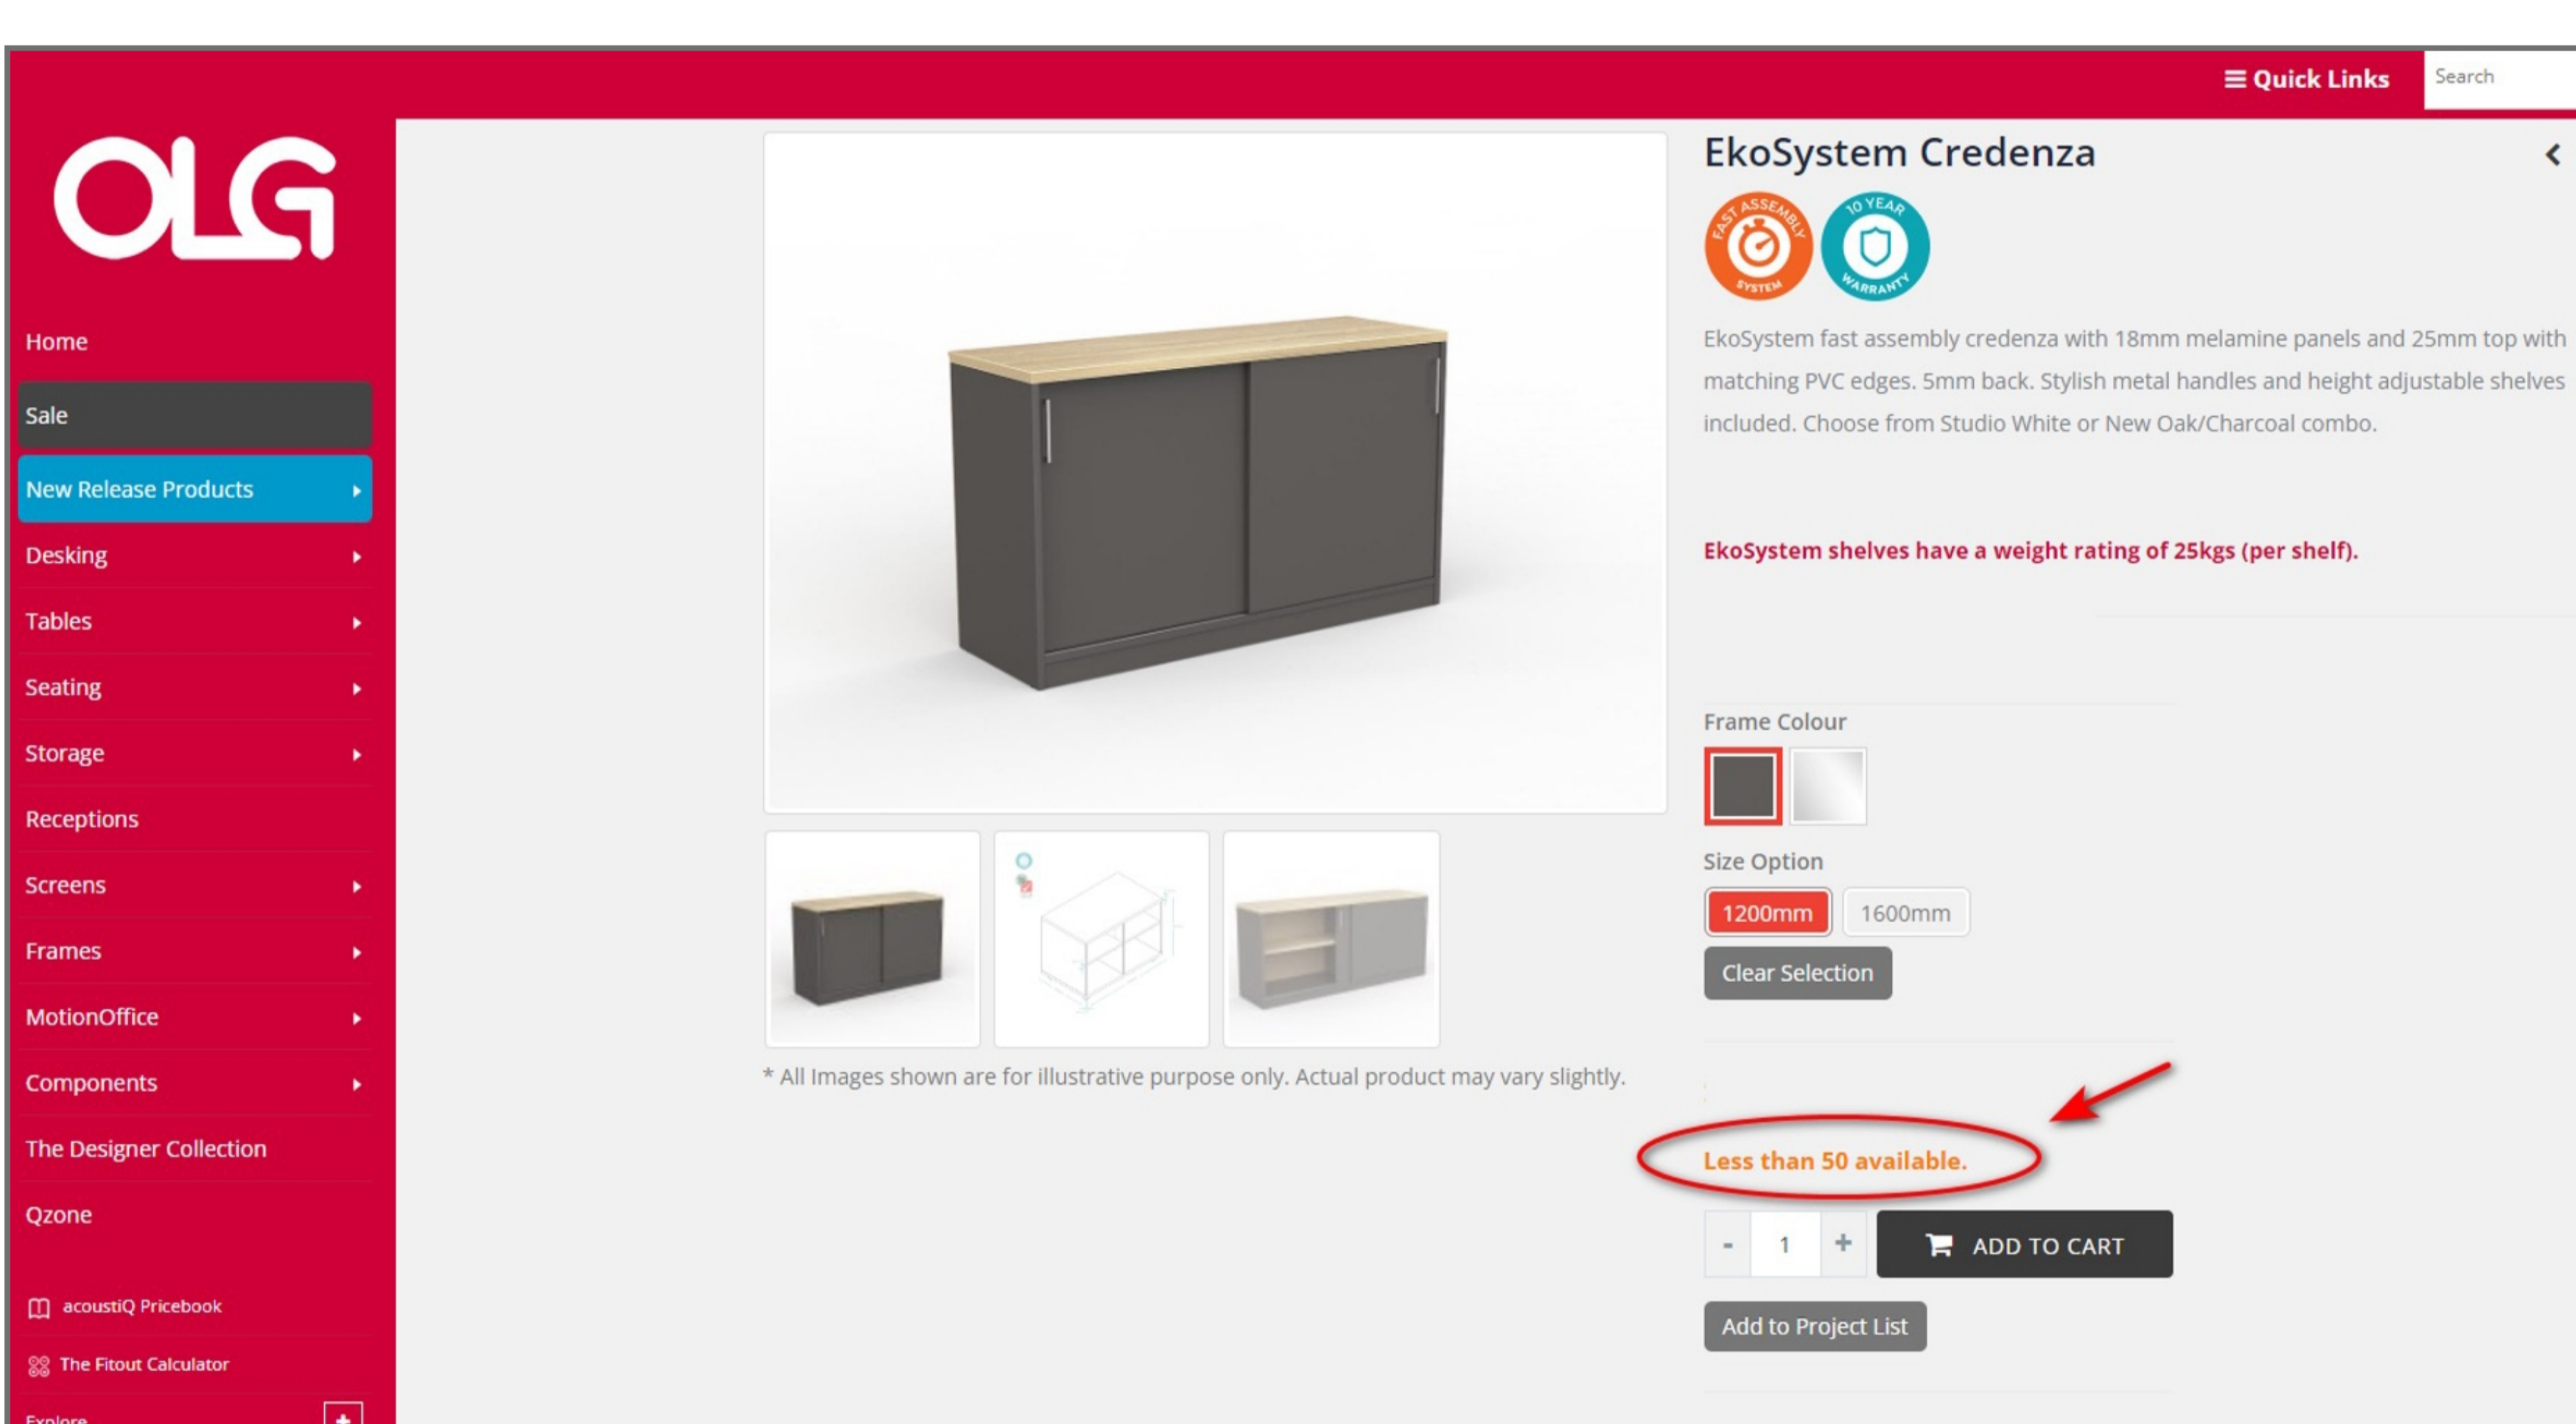 Quick Links
Search
OLG
Home
Sale
New Release Products
Desking
Tables
Seating
Storage
Receptions
Screens
Frames
MotionOffice
Components
The Designer Collection
Qzone
acoustiQ Pricebook
The Fitout Calculator
Explore
* All Images shown are for illustrative purpose only. Actual product may vary slightly.
EkoSystem Credenza
FAST ASSEMBLY
SYSTEM
10 YEAR
WARRANTY
EkoSystem fast assembly credenza with 18mm melamine panels and 25mm top with
matching PVC edges. 5mm back. Stylish metal handles and height adjustable shelves
included. Choose from Studio White or New Oak/Charcoal combo.
EkoSystem shelves have a weight rating of 25kgs (per shelf).
Frame Colour
Size Option
1200mm 1600mm
Clear Selection
Less than 50 available.
- 1 + ADD TO CART
Add to Project List